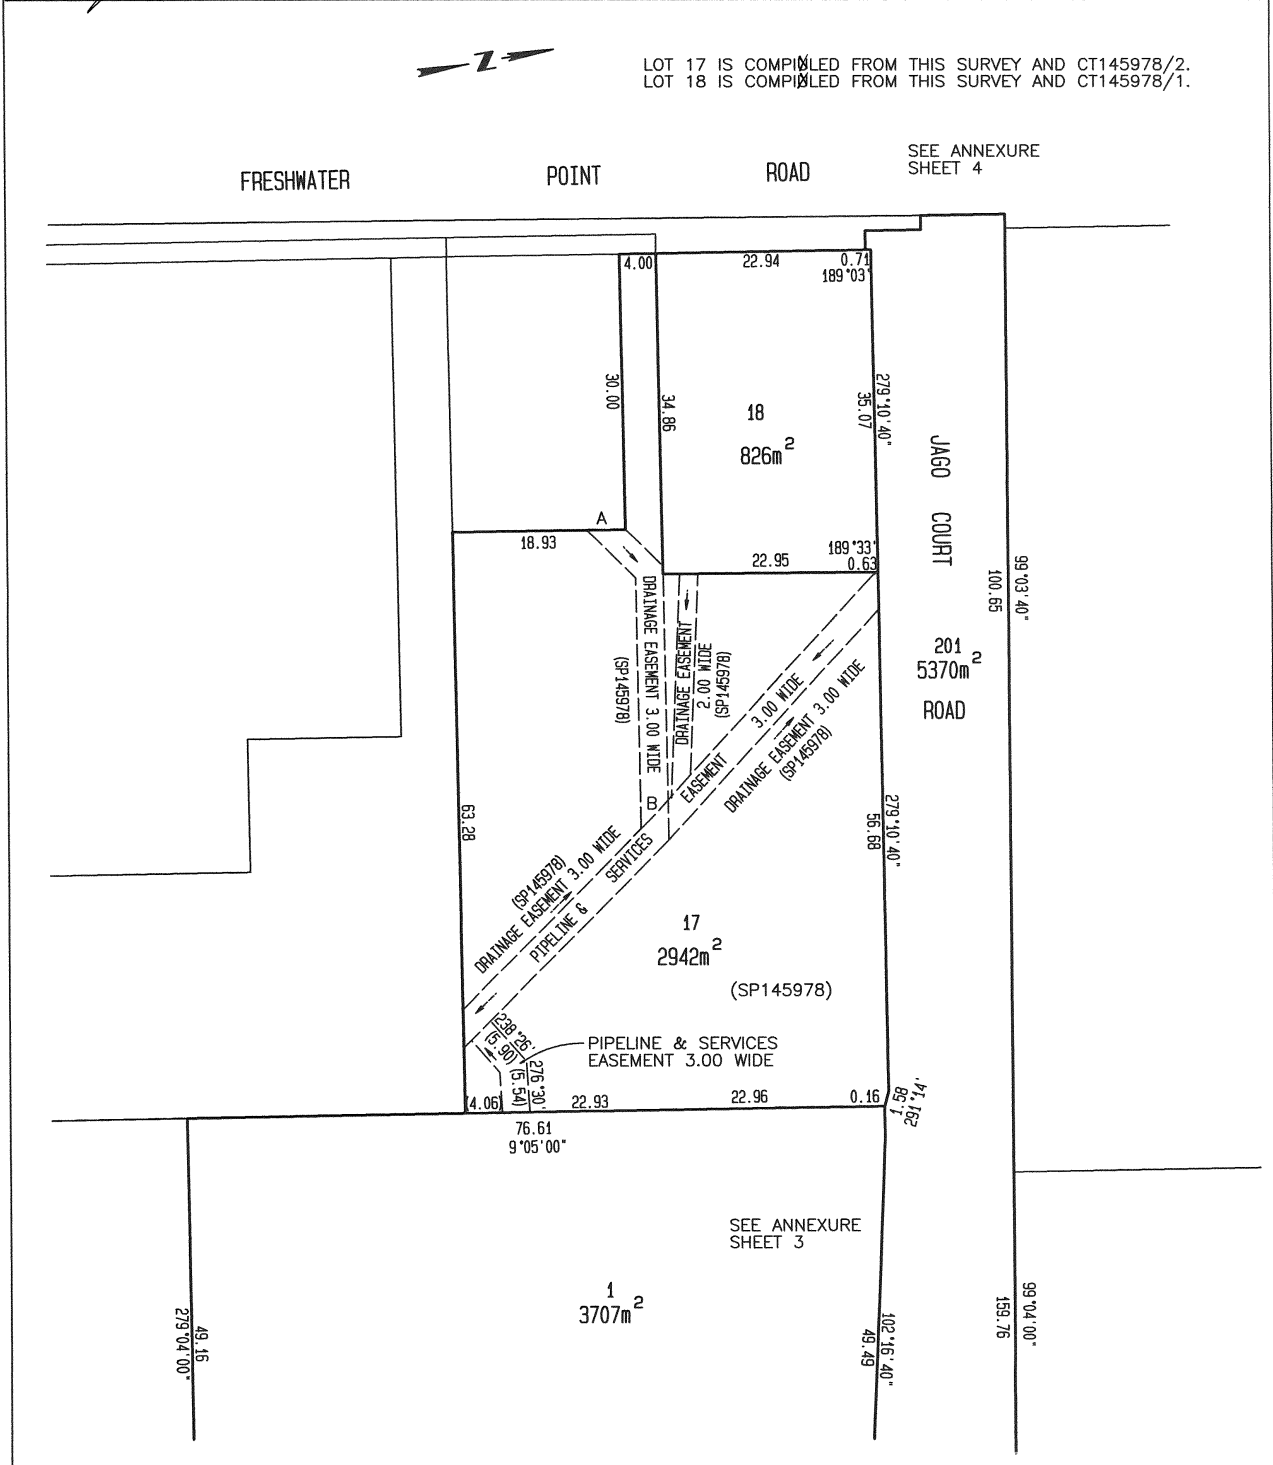 Z
LOT 17 IS COMPILED FROM THIS SURVEY AND CT145978/2.
LOT 18 IS COMPILED FROM THIS SURVEY AND CT145978/1.
SEE ANNEXURE
SHEET 4
FRESHWATER POINT ROAD
4.00
22.94
0.71
189°03'
30.00
34.86
18
826m²
35.07
279°10'40"
JAGO COURT
A
18.93
22.95
189°33'
0.63
100.65
99°03'40"
DRAINAGE EASEMENT 3.00 WIDE
(SP145978)
DRAINAGE EASEMENT
2.00 WIDE
(SP145978)
201
5370m²
ROAD
B
PIPELINE & SERVICES EASEMENT 3.00 WIDE
DRAINAGE EASEMENT 3.00 WIDE
(SP145978)
63.28
56.68
279°10'40"
(SP145978)
DRAINAGE EASEMENT 3.00 WIDE
17
2942m²
(SP145978)
238°26'
(5.90)
PIPELINE & SERVICES
EASEMENT 3.00 WIDE
276°30'
(5.54)
(4.06)
22.93
22.96
0.16
1.58
291°14'
76.61
9°05'00"
SEE ANNEXURE
SHEET 3
1
3707m²
49.16
279°04'00"
102°16'40"
49.49
159.76
99°04'00"